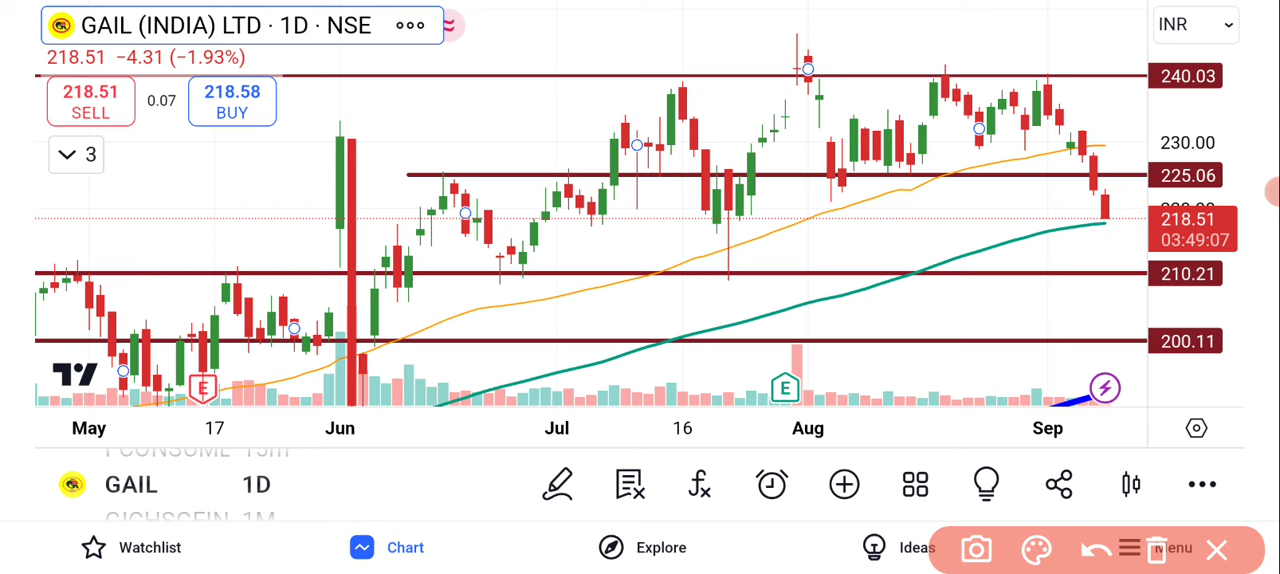 GAIL (INDIA) LTD · 1D · NSE
INR
218.51 −4.31 (−1.93%)
240.03
218.51
SELL
0.07
218.58
BUY
3
230.00
225.06
218.51
03:49:07
210.21
200.11
E
E
May 17 Jun Jul 16 Aug Sep
GAIL 1D
Watchlist
Chart
Explore
Ideas
Menu